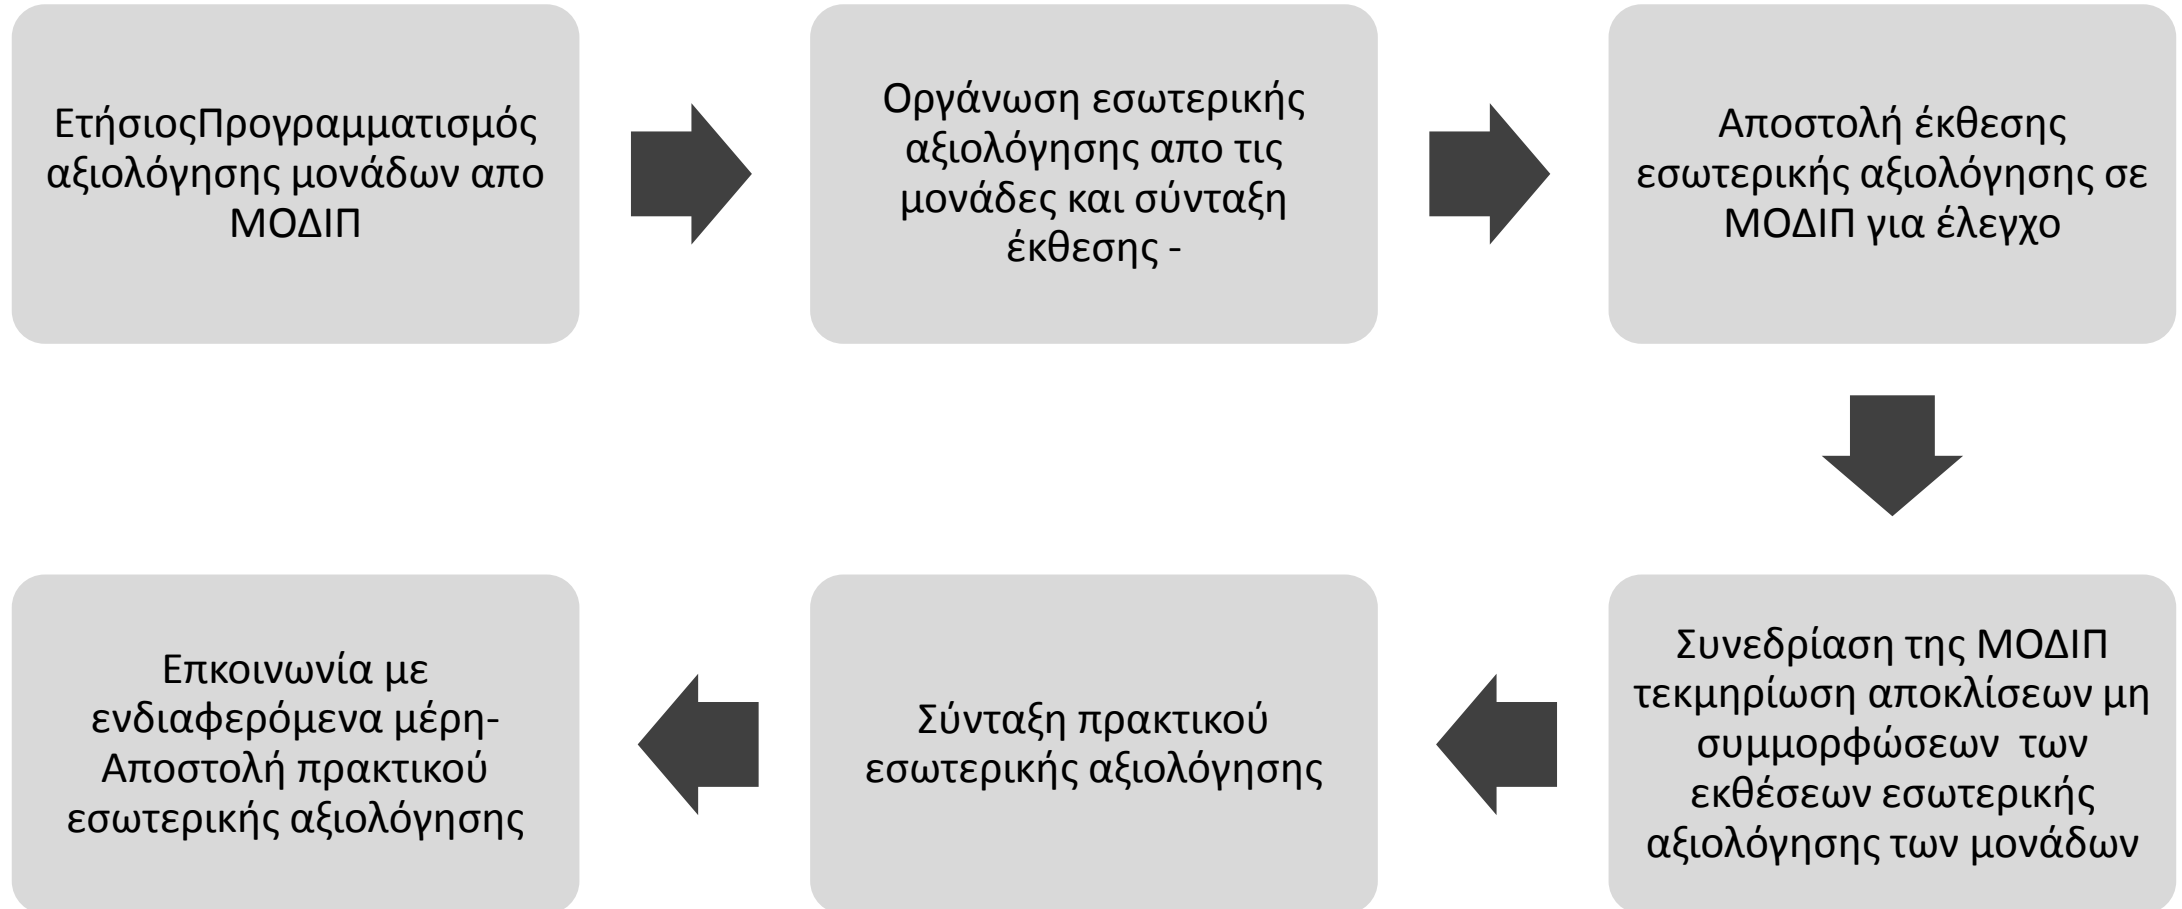 ΕτήσιοςΠρογραμματισμός
αξιολόγησης μονάδων απο
ΜΟΔΙΠ
Οργάνωση εσωτερικής
αξιολόγησης απο τις
μονάδες και σύνταξη
έκθεσης -
Αποστολή έκθεσης
εσωτερικής αξιολόγησης σε
ΜΟΔΙΠ για έλεγχο
Συνεδρίαση της ΜΟΔΙΠ
τεκμηρίωση αποκλίσεων μη
συμμορφώσεων  των
εκθέσεων εσωτερικής
αξιολόγησης των μονάδων
Σύνταξη πρακτικού
εσωτερικής αξιολόγησης
Επκοινωνία με
ενδιαφερόμενα μέρη-
Αποστολή πρακτικού
εσωτερικής αξιολόγησης